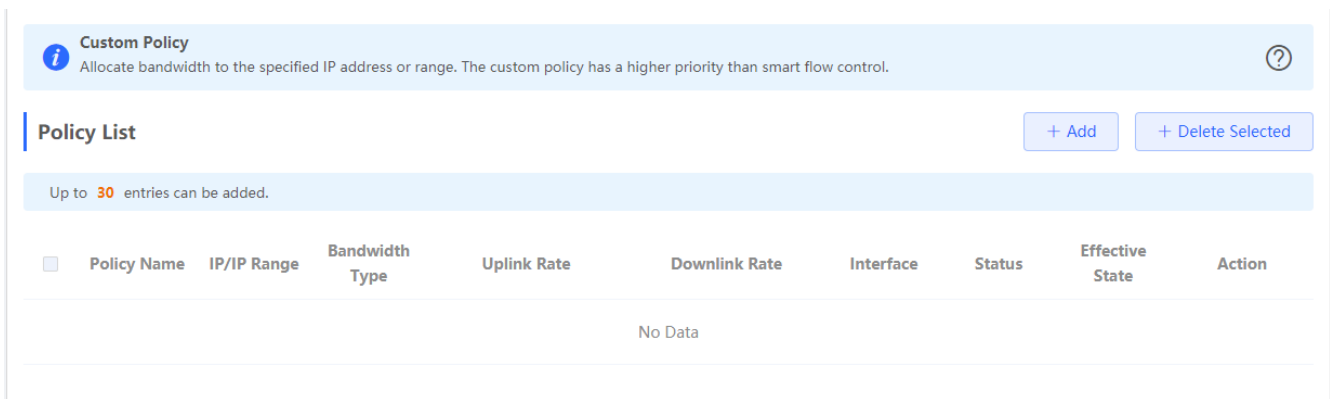 Custom Policy
Allocate bandwidth to the specified IP address or range. The custom policy has a higher priority than smart flow control.
Policy List
+ Add
+ Delete Selected
Up to 30 entries can be added.
Policy Name IP/IP Range Bandwidth Type Uplink Rate Downlink Rate Interface Status Effective State Action
No Data